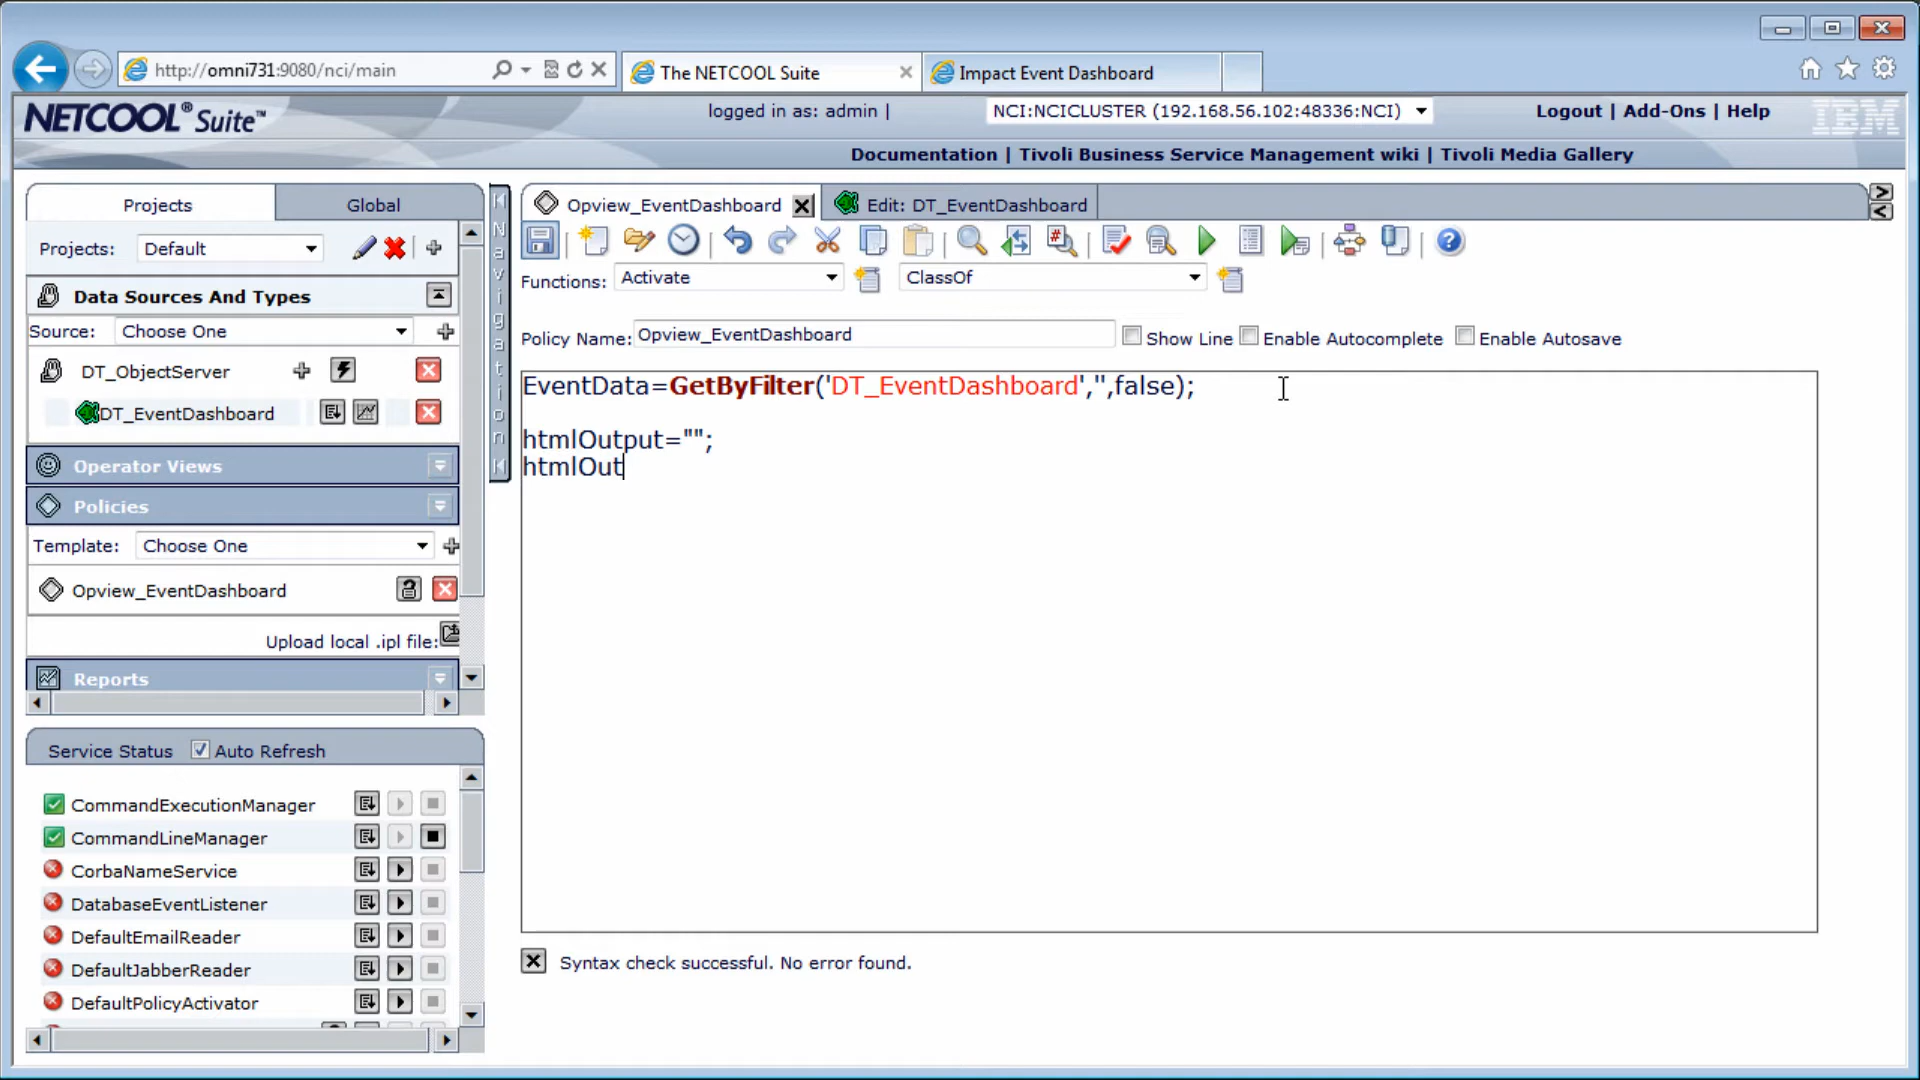 http://omni731:9080/nci/main
The NETCOOL Suite
Impact Event Dashboard
NETCOOL® Suite™
logged in as: admin |
NCI:NCICLUSTER (192.168.56.102:48336:NCI)
Logout | Add-Ons | Help
IBM
Documentation | Tivoli Business Service Management wiki | Tivoli Media Gallery
Projects
Global
Projects: Default
Data Sources And Types
Source: Choose One
DT_ObjectServer
DT_EventDashboard
Operator Views
Policies
Template: Choose One
Opview_EventDashboard
Upload local .ipl file:
Reports
Service Status
Auto Refresh
CommandExecutionManager
CommandLineManager
CorbaNameService
DatabaseEventListener
DefaultEmailReader
DefaultJabberReader
DefaultPolicyActivator
Navigation
Opview_EventDashboard
Edit: DT_EventDashboard
Functions: Activate
ClassOf
Policy Name: Opview_EventDashboard
Show Line
Enable Autocomplete
Enable Autosave
EventData=GetByFilter('DT_EventDashboard','',false);
htmlOutput="";
htmlOut
Syntax check successful. No error found.